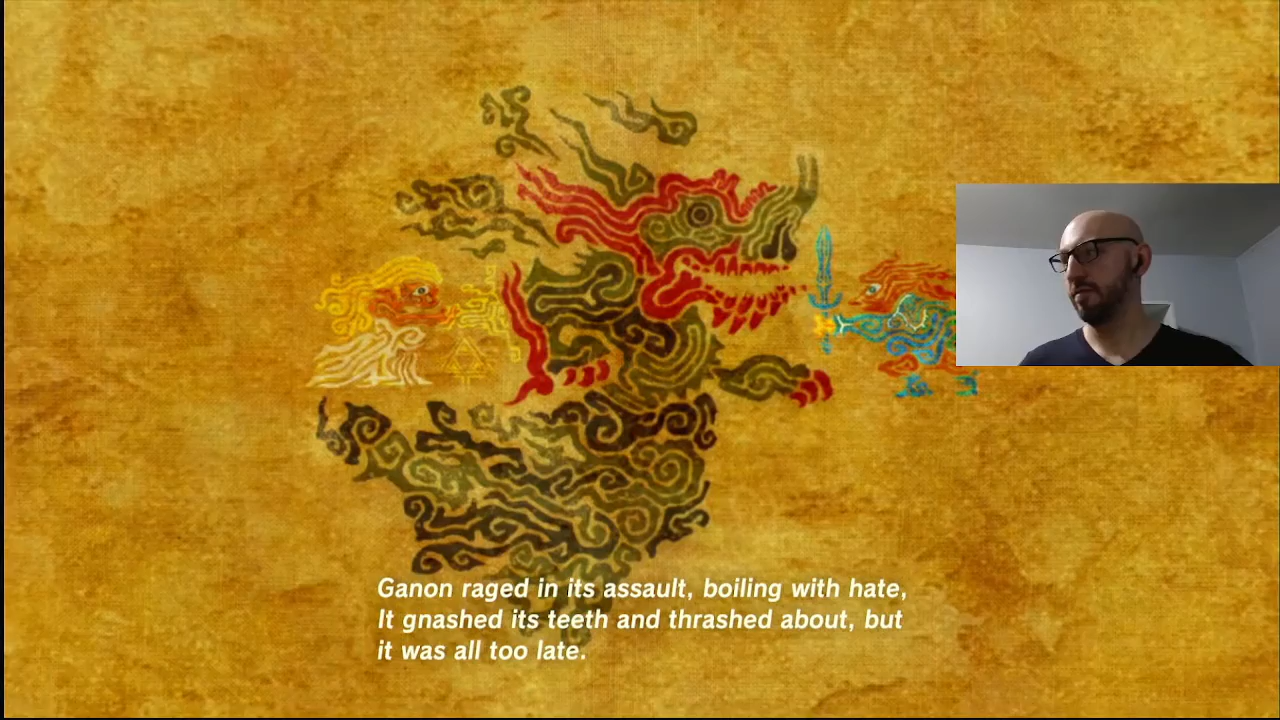 Ganon raged in its assault, boiling with hate,
It gnashed its teeth and thrashed about, but
it was all too late.